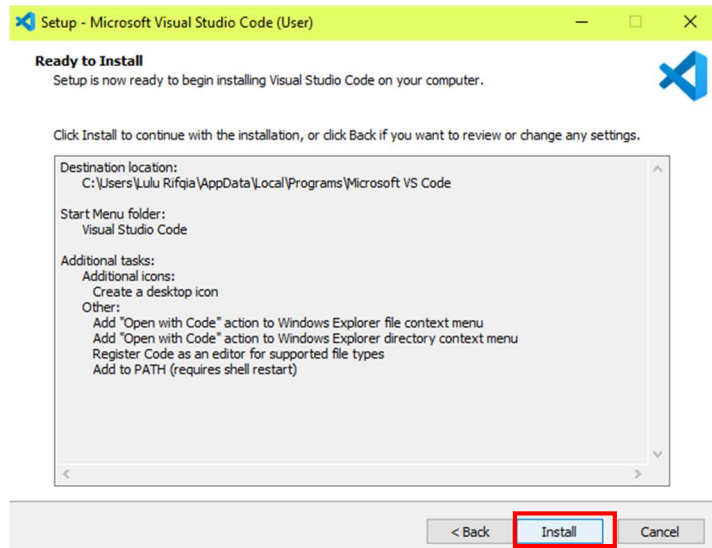 Setup - Microsoft Visual Studio Code (User)
Ready to Install
Setup is now ready to begin installing Visual Studio Code on your computer.
Click Install to continue with the installation, or click Back if you want to review or change any settings.
Destination location:
C:\Users\Lulu Rifqia\AppData\Local\Programs\Microsoft VS Code
Start Menu folder:
Visual Studio Code
Additional tasks:
Additional icons:
Create a desktop icon
Other:
Add "Open with Code" action to Windows Explorer file context menu
Add "Open with Code" action to Windows Explorer directory context menu
Register Code as an editor for supported file types
Add to PATH (requires shell restart)
< Back Install Cancel